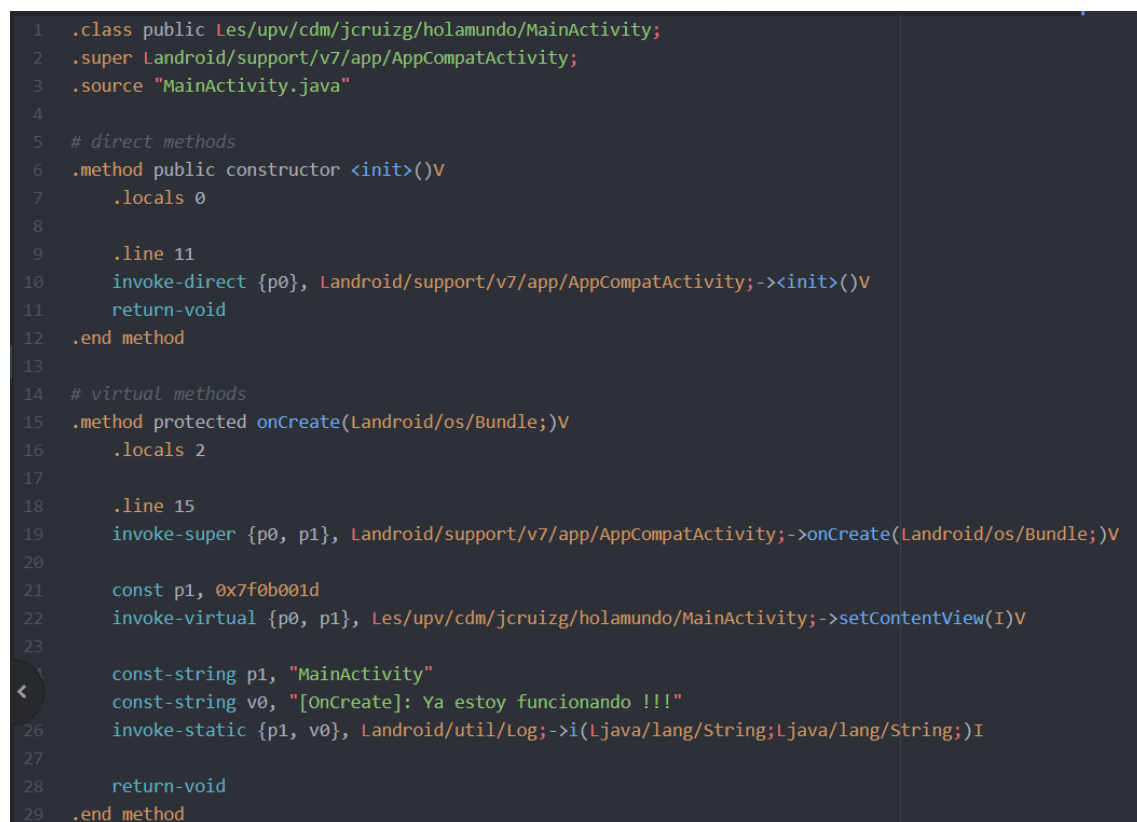 1 .class public Les/upv/cdm/jcruizg/holamundo/MainActivity;
2 .super Landroid/support/v7/app/AppCompatActivity;
3 .source "MainActivity.java"
4
5 # direct methods
6 .method public constructor <init>()V
7 .locals 0
8
9 .line 11
10 invoke-direct {p0}, Landroid/support/v7/app/AppCompatActivity;-><init>()V
11 return-void
12 .end method
13
14 # virtual methods
15 .method protected onCreate(Landroid/os/Bundle;)V
16 .locals 2
17
18 .line 15
19 invoke-super {p0, p1}, Landroid/support/v7/app/AppCompatActivity;->onCreate(Landroid/os/Bundle;)V
20
21 const p1, 0x7f0b001d
22 invoke-virtual {p0, p1}, Les/upv/cdm/jcruizg/holamundo/MainActivity;->setContentView(I)V
23
const-string p1, "MainActivity"
const-string v0, "[OnCreate]: Ya estoy funcionando !!!"
26 invoke-static {p1, v0}, Landroid/util/Log;->i(Ljava/lang/String;Ljava/lang/String;)I
27
28 return-void
29 .end method